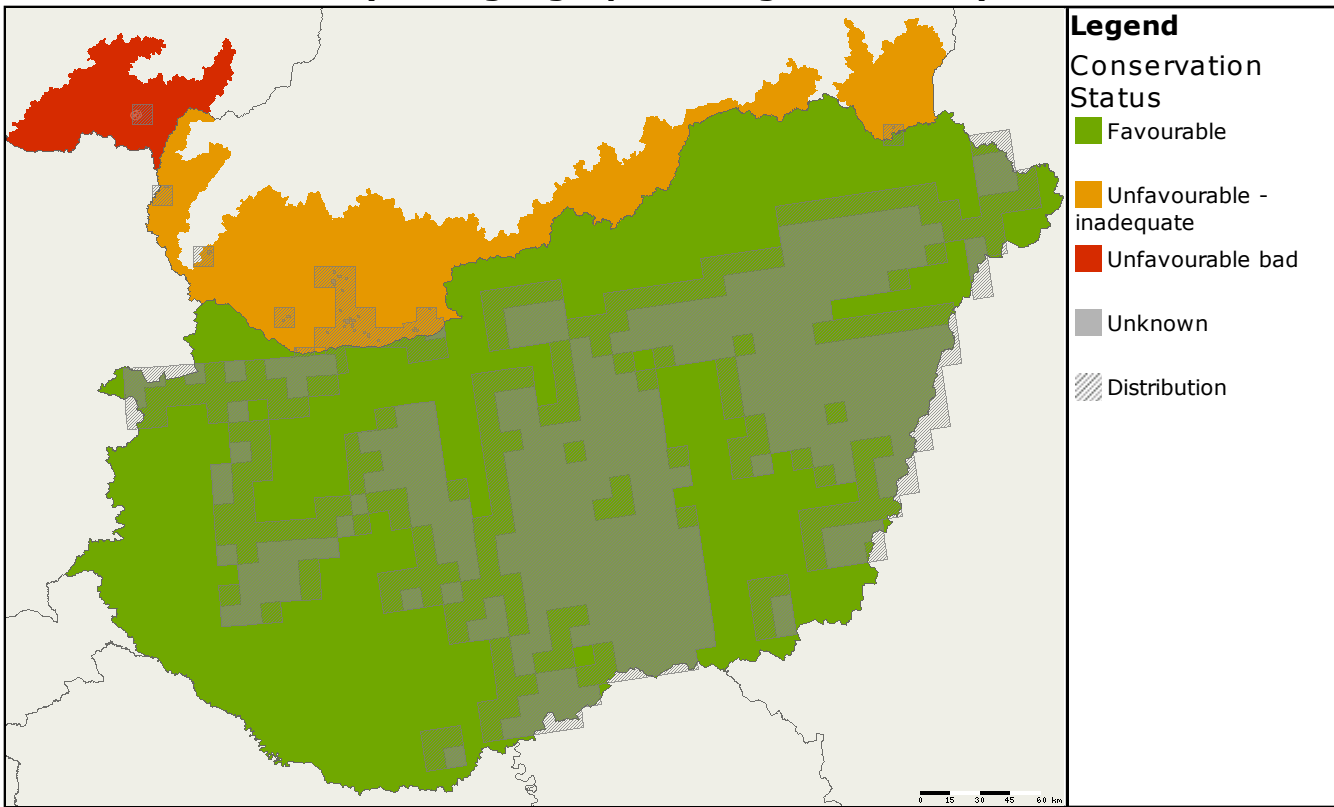 Legend
Conservation
Status
Favourable
Unfavourable -
inadequate
Unfavourable bad
Unknown
Distribution
0 15 30 45 60 km